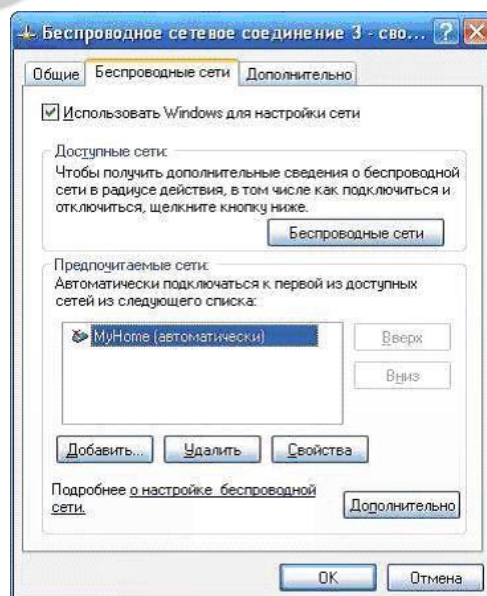 Беспроводное сетевое соединение 3 - сво...
Общие Беспроводные сети Дополнительно
Использовать Windows для настройки сети
Доступные сети:
Чтобы получить дополнительные сведения о беспроводной
сети в радиусе действия, в том числе как подключиться и
отключиться, щелкните кнопку ниже.
Беспроводные сети
Предпочитаемые сети:
Автоматически подключаться к первой из доступных
сетей из следующего списка:
MyHome (автоматически)
Вверх
Вниз
Добавить... Удалить Свойства
Подробнее о настройке беспроводной
сети.
Дополнительно
OK Отмена